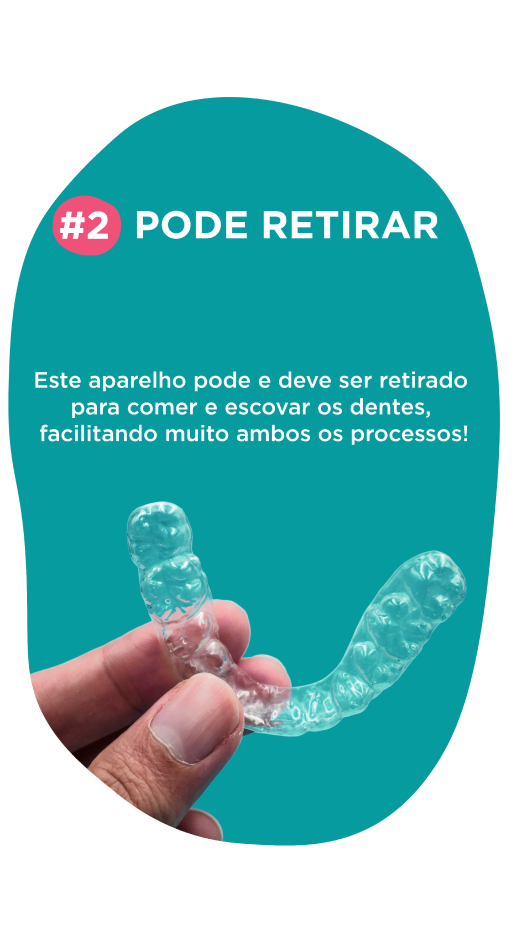 #2 PODE RETIRAR
Este aparelho pode e deve ser retirado
para comer e escovar os dentes,
facilitando muito ambos os processos!